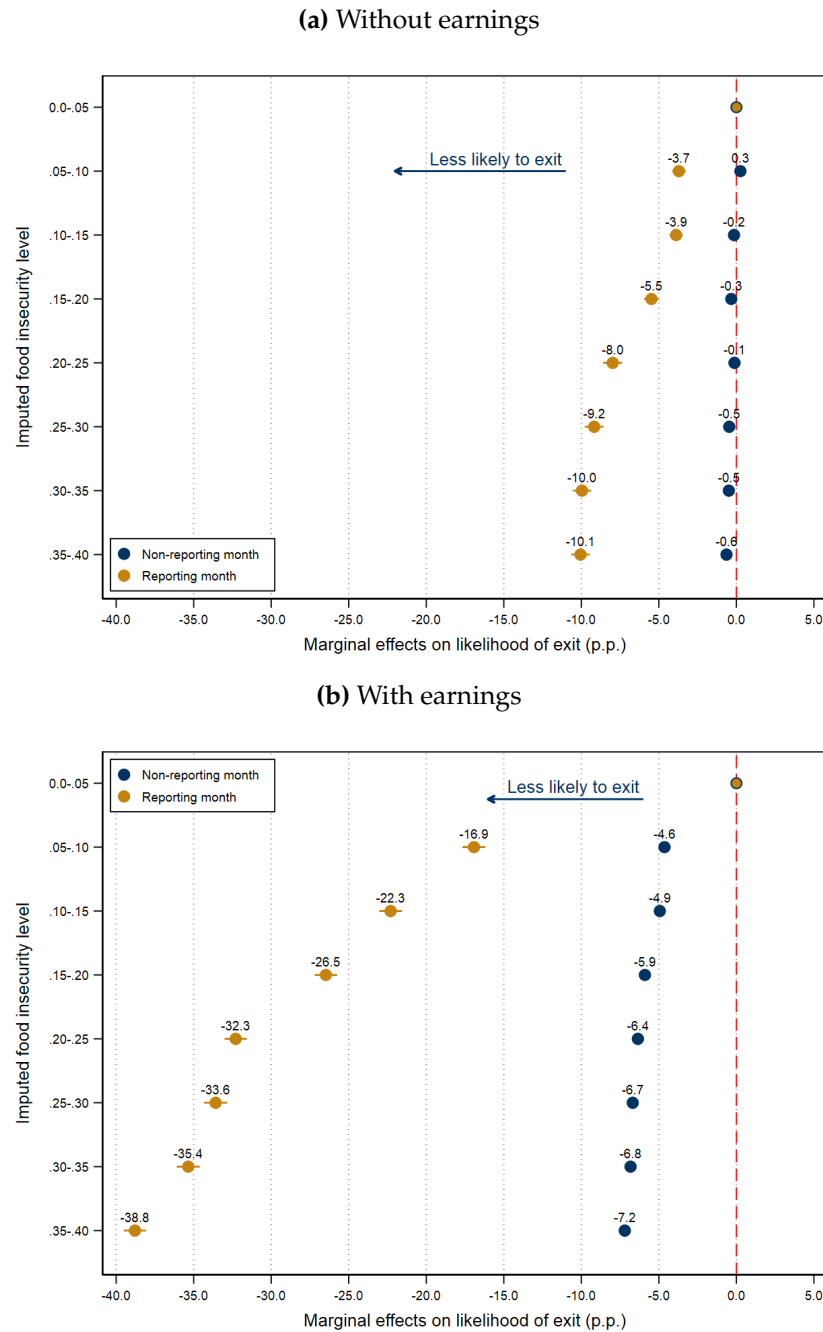 (a) Without earnings
0.0-.05
Less likely to exit
-3.7 0.3
.05-.10
-3.9 -0.2
.10-.15
-5.5 -0.3
.15-.20
-8.0 -0.1
.20-.25
-9.2 -0.5
.25-.30
-10.0 -0.5
.30-.35
-10.1 -0.6
.35-.40
Imputed food insecurity level
Non-reporting month
Reporting month
-40.0 -35.0 -30.0 -25.0 -20.0 -15.0 -10.0 -5.0 0.0 5.0
Marginal effects on likelihood of exit (p.p.)
(b) With earnings
Non-reporting month
Reporting month
0.0-.05
Less likely to exit
-16.9 -4.6
.05-.10
-22.3 -4.9
.10-.15
-26.5 -5.9
.15-.20
-32.3 -6.4
.20-.25
-33.6 -6.7
.25-.30
-35.4 -6.8
.30-.35
-38.8 -7.2
.35-.40
Imputed food insecurity level
-40.0 -35.0 -30.0 -25.0 -20.0 -15.0 -10.0 -5.0 0.0 5.0
Marginal effects on likelihood of exit (p.p.)